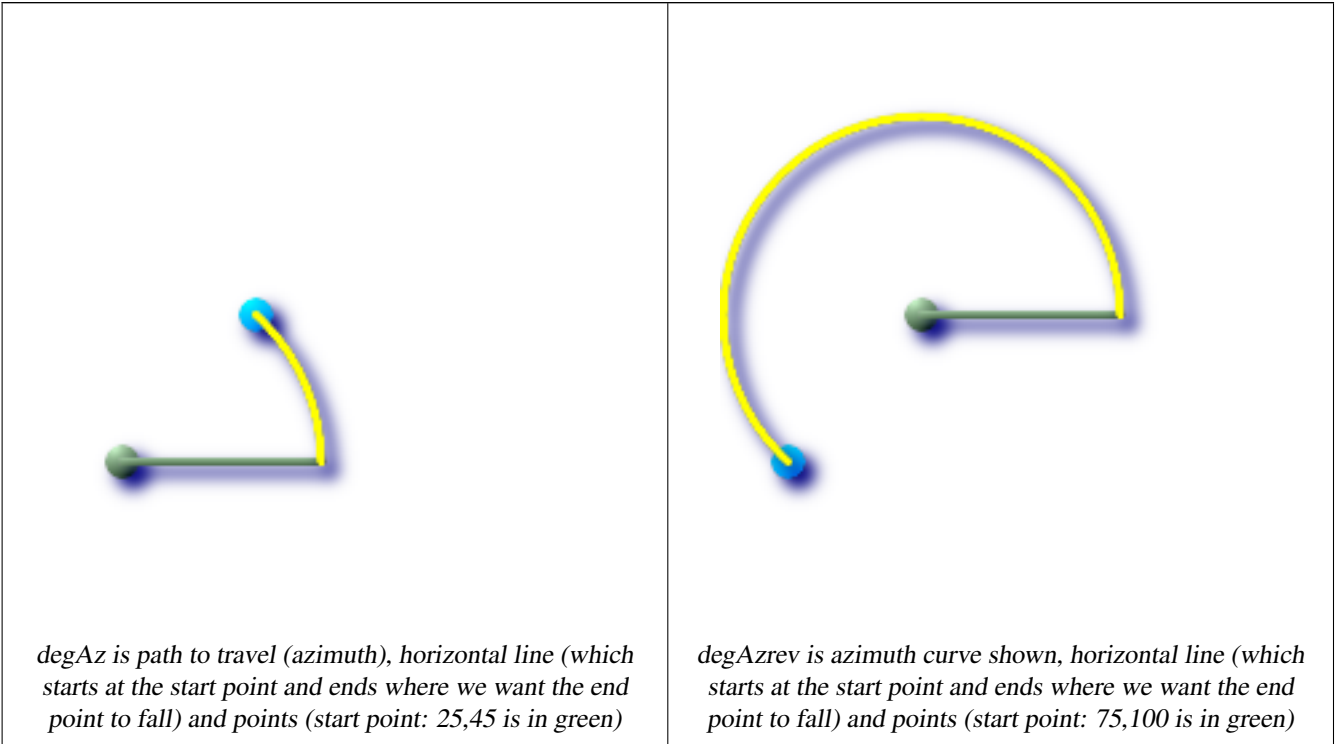 degAz is path to travel (azimuth), horizontal line (which
starts at the start point and ends where we want the end
point to fall) and points (start point: 25,45 is in green)
degAzrev is azimuth curve shown, horizontal line (which
starts at the start point and ends where we want the end
point to fall) and points (start point: 75,100 is in green)